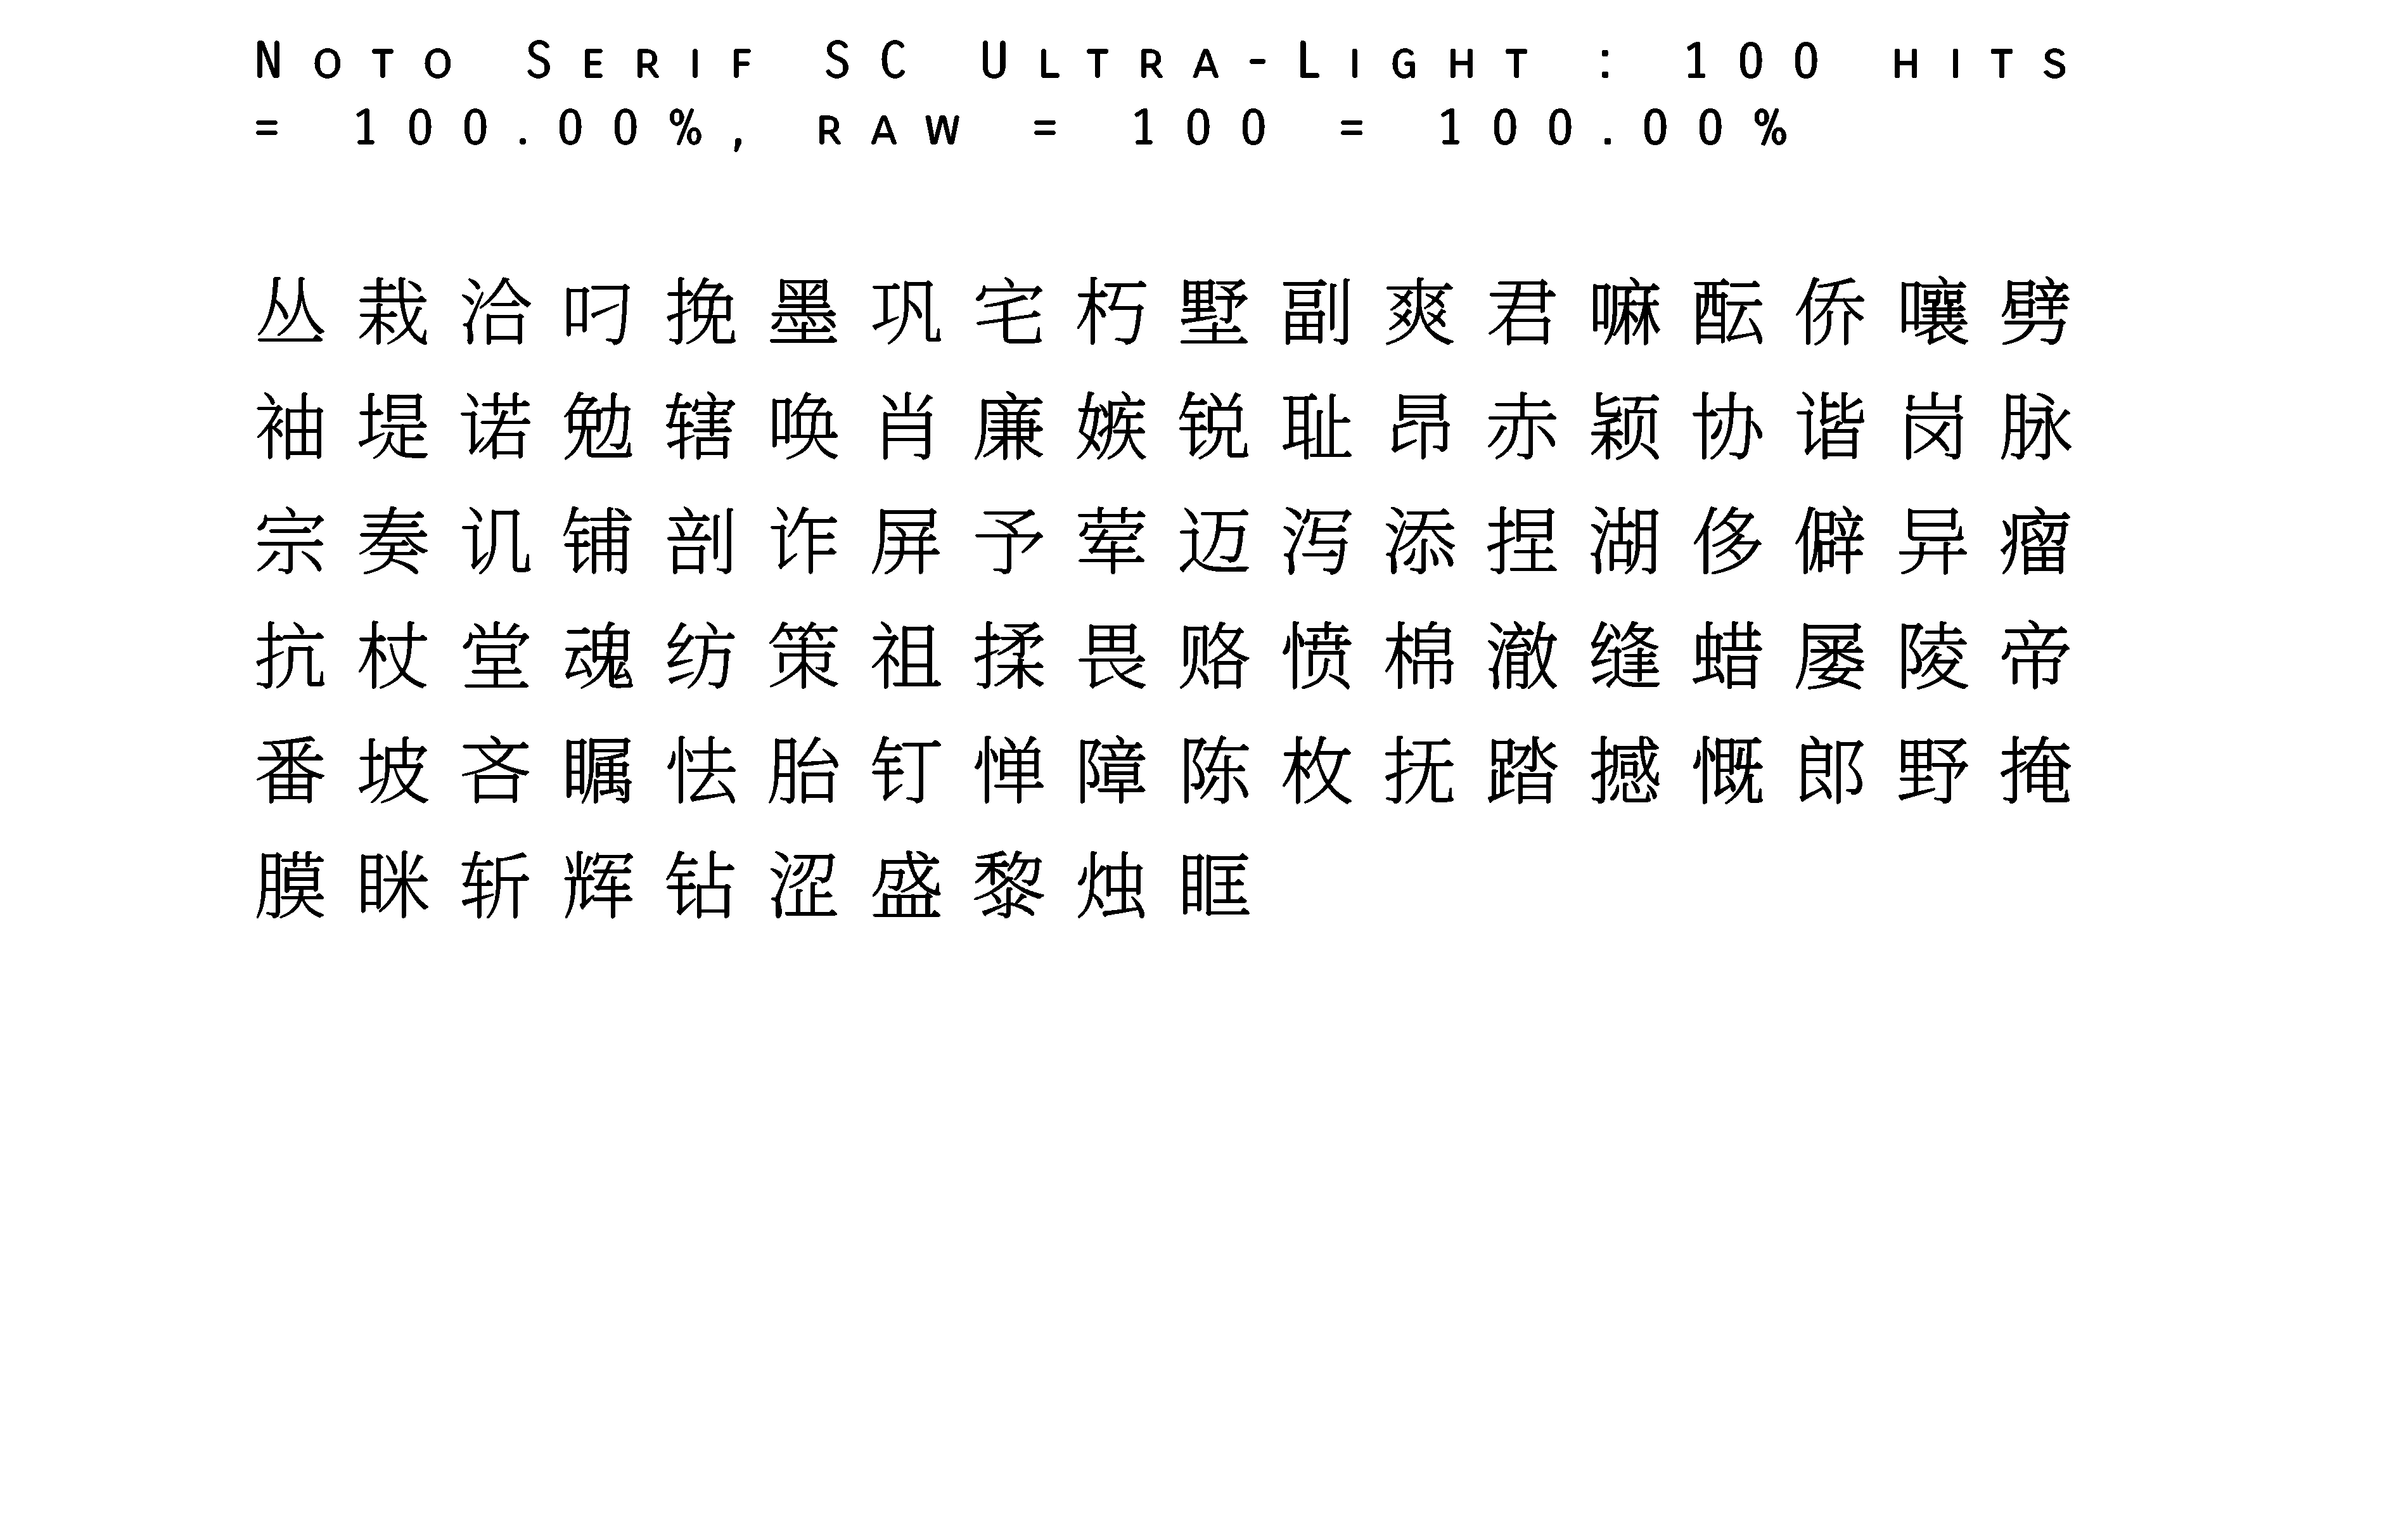 Noto Serif SC Ultra-Light : 100 hits
= 100.00%, raw = 100 = 100.00%
丛栽洽叼挽墨巩宅朽墅副爽君嘛酝侨嚷劈
袖堤诺勉辖唤肖廉嫉锐耻昂赤颖协谐岗脉
宗奏讥铺剖诈屏予荤迈泻添捏湖侈僻异瘤
抗杖堂魂纺策祖揉畏赂愤棉澈缝蜡屡陵帝
番坡吝瞩怯胎钉惮障陈枚抚踏撼慨郎野掩
膜眯斩辉钻涩盛黎烛眶